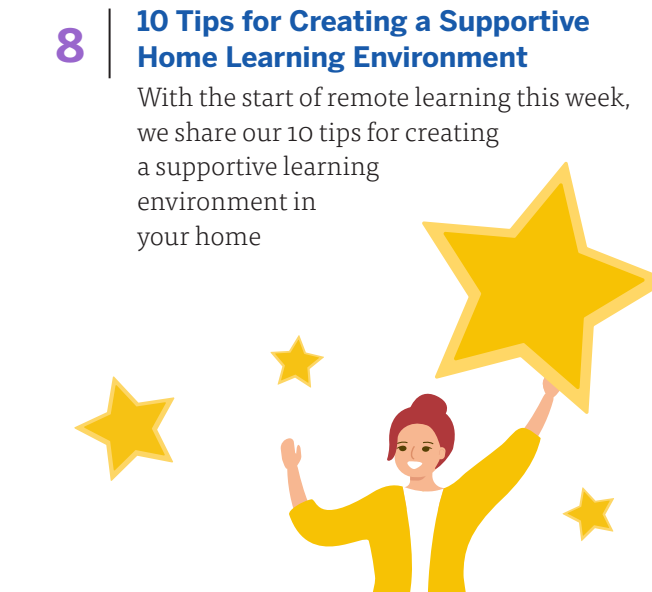 8
10 Tips for Creating a Supportive
Home Learning Environment
With the start of remote learning this week,
we share our 10 tips for creating
a supportive learning
environment in
your home